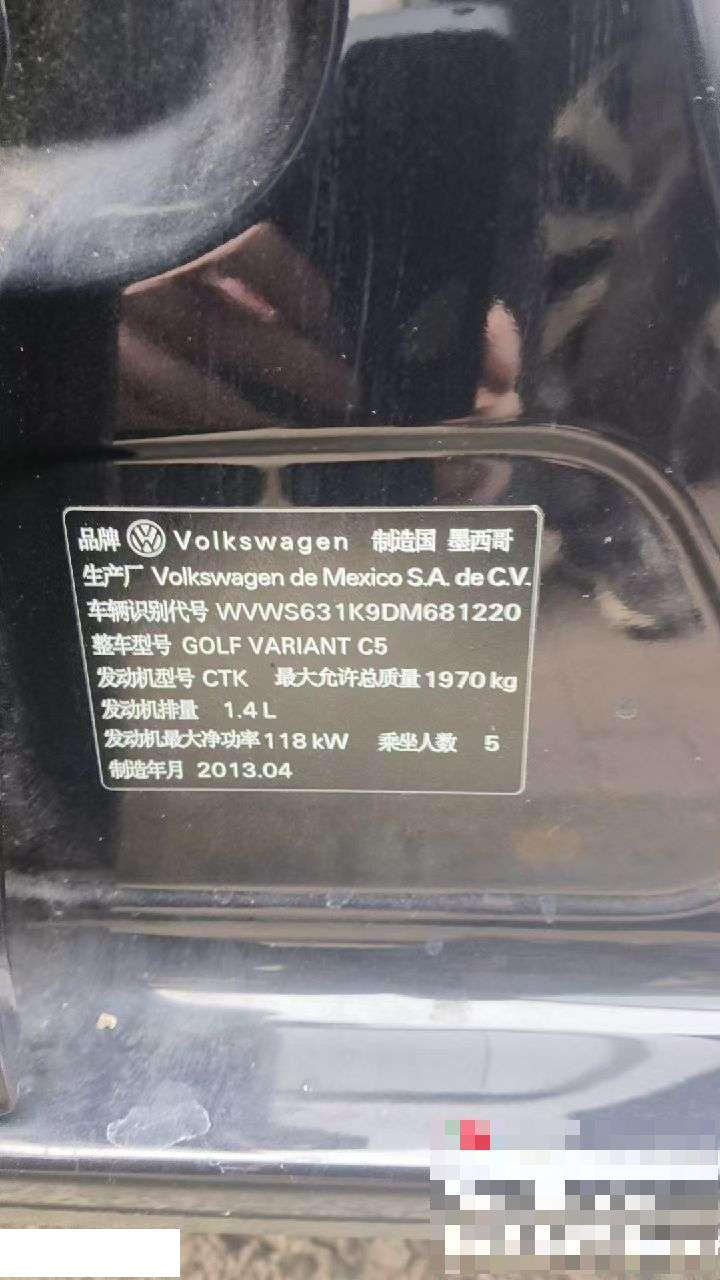 品牌 Volkswagen 制造国 墨西哥
生产厂 Volkswagen de Mexico S.A. de C.V.
车辆识别代号 WVWS631K9DM681220
整车型号 GOLF VARIANT C5
发动机型号 CTK 最大允许总质量 1970 kg
发动机排量 1.4 L
发动机最大净功率 118 kW 乘坐人数 5
制造年月 2013.04